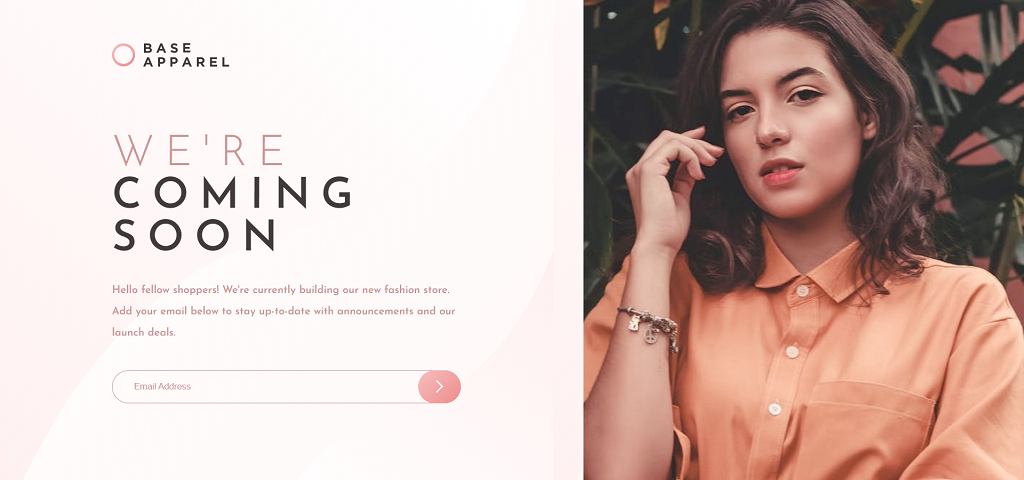 BASE
APPAREL
WE'RE
COMING
SOON
Hello fellow shoppers! We're currently building our new fashion store.
Add your email below to stay up-to-date with announcements and our
launch deals.
Email Address